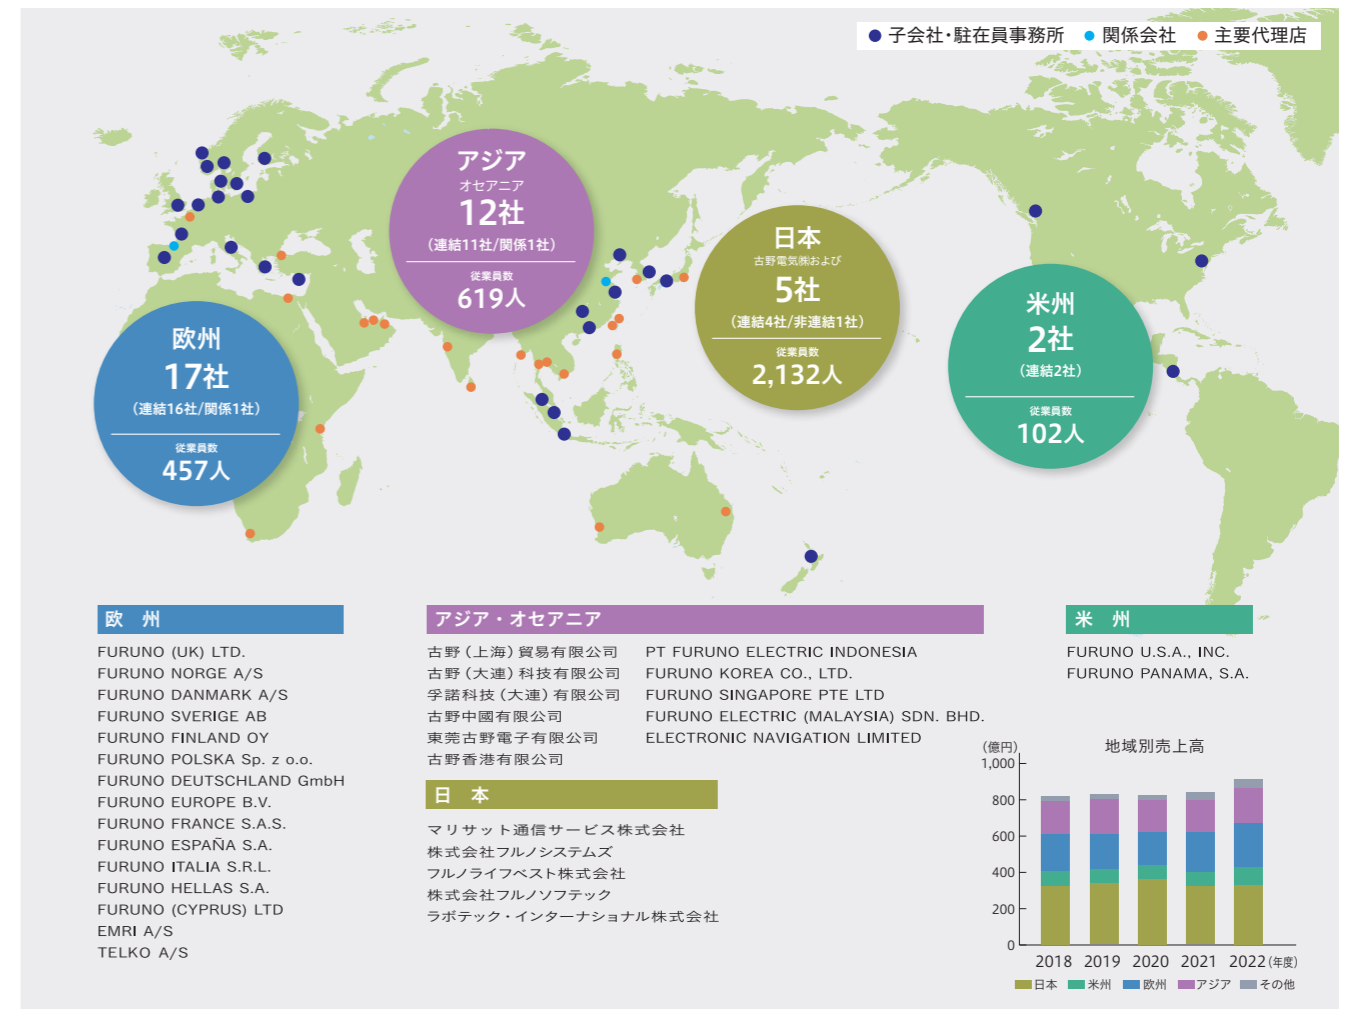 子会社・駐在員事務所 関係会社 主要代理店
アジア
オセアニア
12社
（連結11社/関係1社）
従業員数
619人
日本
古野電気㈱および
5社
（連結4社/非連結1社）
従業員数
2,132人
欧州
17社
（連結16社/関係1社）
従業員数
457人
米州
2社
（連結2社）
従業員数
102人
欧　州
FURUNO (UK) LTD.
FURUNO NORGE A/S
FURUNO DANMARK A/S
FURUNO SVERIGE AB
FURUNO FINLAND OY
FURUNO POLSKA Sp. z o.o.
FURUNO DEUTSCHLAND GmbH
FURUNO EUROPE B.V.
FURUNO FRANCE S.A.S.
FURUNO ESPAÑA S.A.
FURUNO ITALIA S.R.L.
FURUNO HELLAS S.A.
FURUNO (CYPRUS) LTD
EMRI A/S
TELKO A/S
アジア・オセアニア
古野（上海）貿易有限公司
古野（大連）科技有限公司
孚諾科技（大連）有限公司
古野中國有限公司
東莞古野電子有限公司
古野香港有限公司
PT FURUNO ELECTRIC INDONESIA
FURUNO KOREA CO., LTD.
FURUNO SINGAPORE PTE LTD
FURUNO ELECTRIC (MALAYSIA) SDN. BHD.
ELECTRONIC NAVIGATION LIMITED
日　本
マリサット通信サービス株式会社
株式会社フルノシステムズ
フルノライフベスト株式会社
株式会社フルノソフテック
ラボテック・インターナショナル株式会社
米　州
FURUNO U.S.A., INC.
FURUNO PANAMA, S.A.
地域別売上高
（億円）
1,000
800
600
400
200
0
2018 2019 2020 2021 2022（年度）
日本 米州 欧州 アジア その他